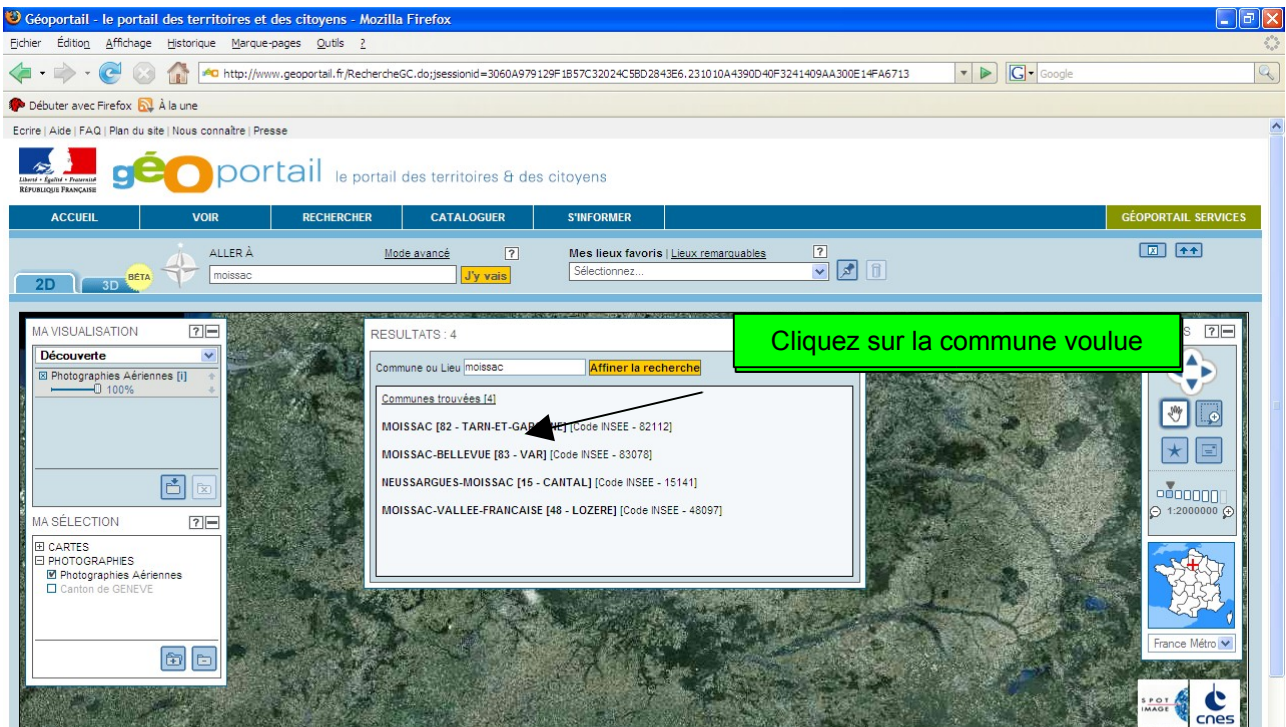 Géoportail - le portail des territoires et des citoyens - Mozilla Firefox
Fichier Édition Affichage Historique Marque-pages Outils ?
http://www.geoportail.fr/RechercheGC.do;jsessionid=3060A979129F1B57C32024C5BD2843E6.231010A4390D40F3241409AA300E14FA6713
G Google
Débuter avec Firefox À la une
Ecrire | Aide | FAQ | Plan du site | Nous connaître | Presse
Liberté • Égalité • Fraternité
RÉPUBLIQUE FRANÇAISE
géoportail le portail des territoires & des citoyens
ACCUEIL VOIR RECHERCHER CATALOGUER S'INFORMER GÉOPORTAIL SERVICES
ALLER À Mode avancé ? Mes lieux favoris | Lieux remarquables ?
2D 3D BÉTA moissac J'y vais Sélectionnez...
MA VISUALISATION ?
Découverte
Photographies Aériennes [i]
100%
MA SÉLECTION ?
CARTES
PHOTOGRAPHIES
Photographies Aériennes
Canton de GENEVE
RESULTATS : 4
Commune ou Lieu moissac Affiner la recherche
Communes trouvées [4]
MOISSAC [82 - TARN-ET-GAR NE] [Code INSEE - 82112]
MOISSAC-BELLEVUE [83 - VAR] [Code INSEE - 83078]
NEUSSARGUES-MOISSAC [15 - CANTAL] [Code INSEE - 15141]
MOISSAC-VALLEE-FRANCAISE [48 - LOZERE] [Code INSEE - 48097]
Cliquez sur la commune voulue
S ?
1:2000000
France Métro
SPOT
IMAGE
cnes